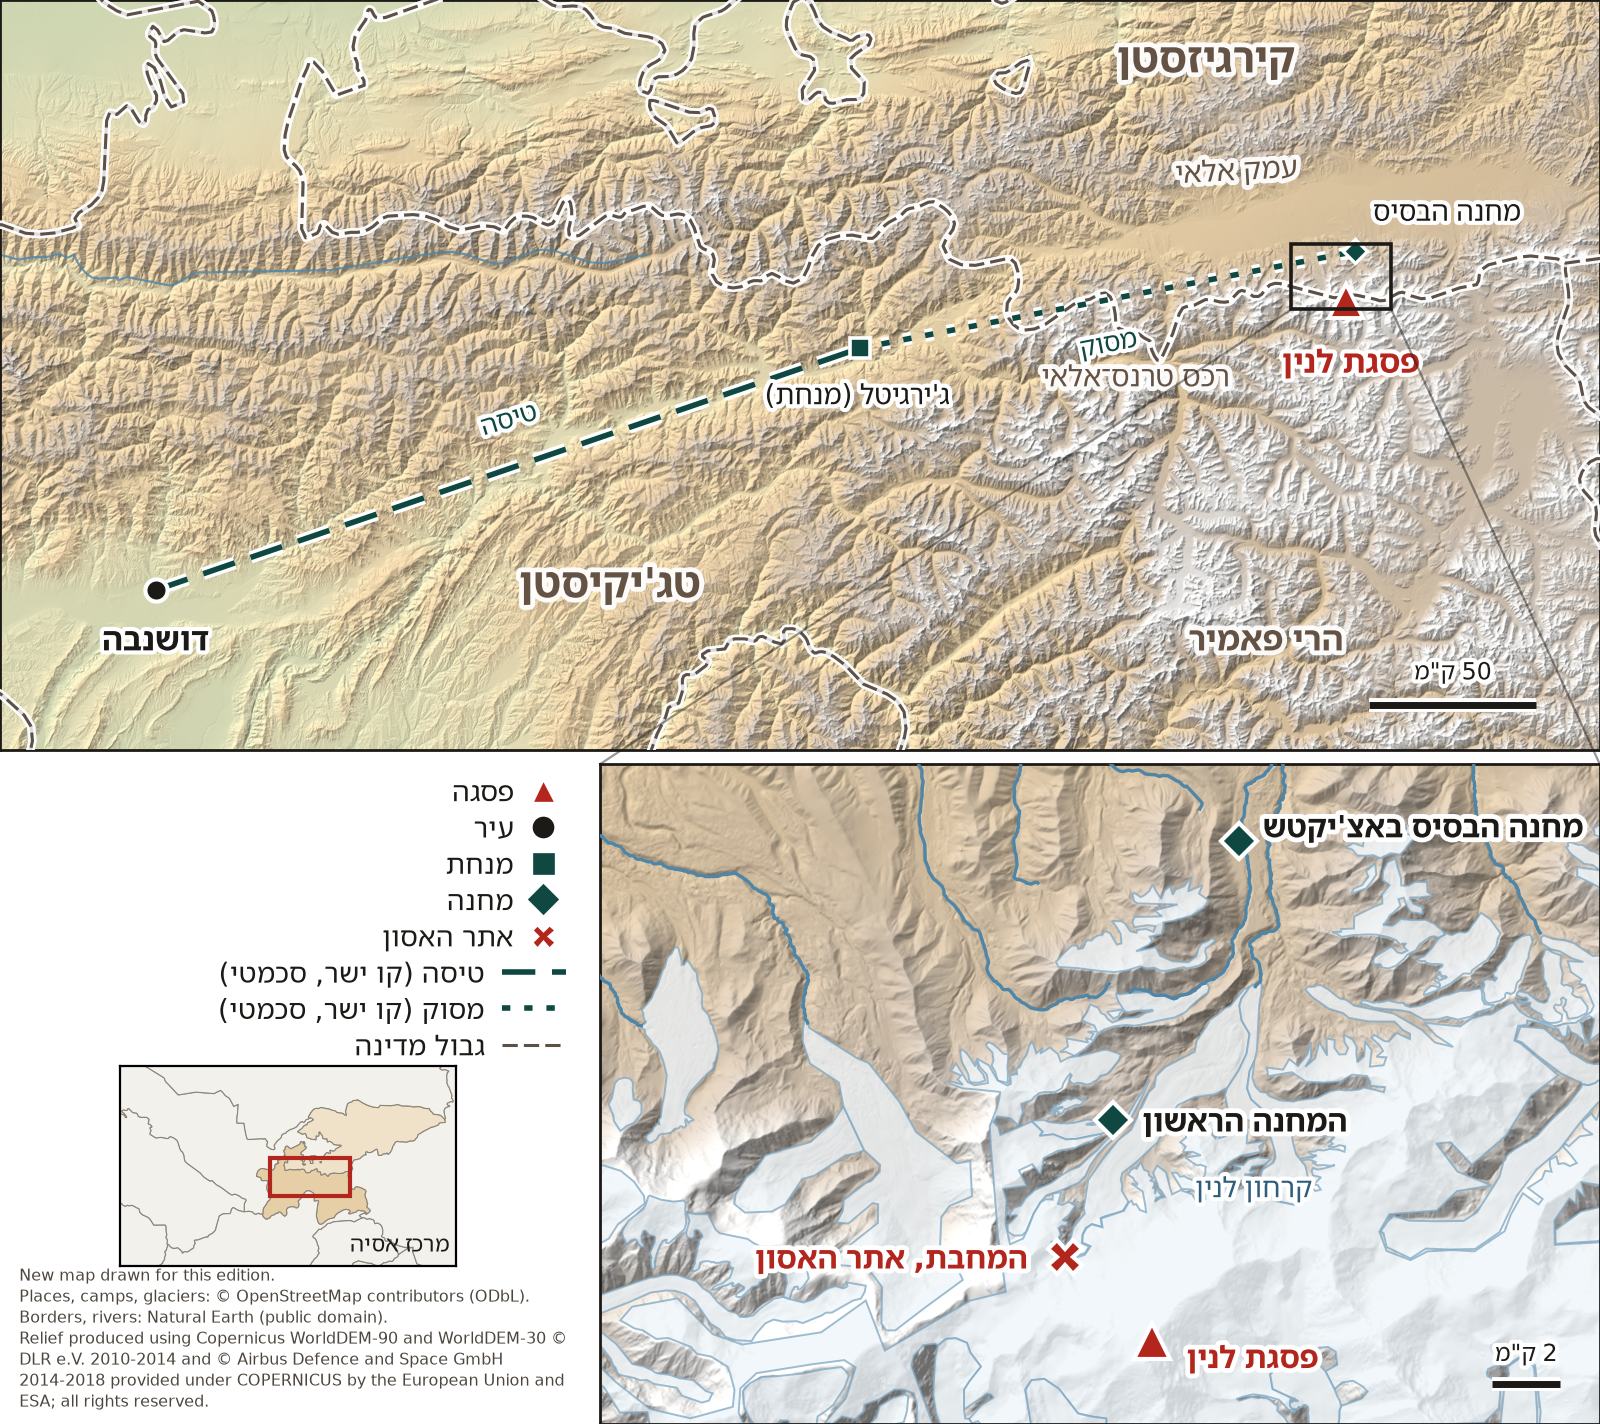 קירגיזסטן
עמק אלאי
מחנה הבסיס
מסוק
רכס טרנס־אלאי
פסגת לנין
ג'ירגיטל (מנחת)
טיסה
טג'יקיסטן
דושנבה
הרי פאמיר
50 ק"מ
פסגה
עיר
מנחת
מחנה
אתר האסון
טיסה (קו ישר, סכמטי)
מסוק (קו ישר, סכמטי)
גבול מדינה
מרכז אסיה
New map drawn for this edition.
Places, camps, glaciers: © OpenStreetMap contributors (ODbL).
Borders, rivers: Natural Earth (public domain).
Relief produced using Copernicus WorldDEM-90 and WorldDEM-30 ©
DLR e.V. 2010-2014 and © Airbus Defence and Space GmbH
2014-2018 provided under COPERNICUS by the European Union and
ESA; all rights reserved.
מחנה הבסיס באצ'יקטש
המחנה הראשון
קרחון לנין
המחבת, אתר האסון
פסגת לנין
2 ק"מ